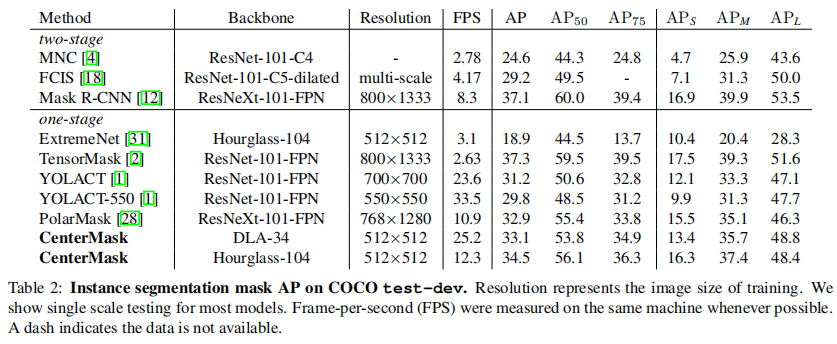 Method Backbone Resolution FPS AP AP50 AP75 APS APM APL
two-stage
MNC [4] ResNet-101-C4 - 2.78 24.6 44.3 24.8 4.7 25.9 43.6
FCIS [18] ResNet-101-C5-dilated multi-scale 4.17 29.2 49.5 - 7.1 31.3 50.0
Mask R-CNN [12] ResNeXt-101-FPN 800×1333 8.3 37.1 60.0 39.4 16.9 39.9 53.5
one-stage
ExtremeNet [31] Hourglass-104 512×512 3.1 18.9 44.5 13.7 10.4 20.4 28.3
TensorMask [2] ResNet-101-FPN 800×1333 2.63 37.3 59.5 39.5 17.5 39.3 51.6
YOLACT [1] ResNet-101-FPN 700×700 23.6 31.2 50.6 32.8 12.1 33.3 47.1
YOLACT-550 [1] ResNet-101-FPN 550×550 33.5 29.8 48.5 31.2 9.9 31.3 47.7
PolarMask [28] ResNeXt-101-FPN 768×1280 10.9 32.9 55.4 33.8 15.5 35.1 46.3
CenterMask DLA-34 512×512 25.2 33.1 53.8 34.9 13.4 35.7 48.8
CenterMask Hourglass-104 512×512 12.3 34.5 56.1 36.3 16.3 37.4 48.4
Table 2: Instance segmentation mask AP on COCO test-dev. Resolution represents the image size of training. We
show single scale testing for most models. Frame-per-second (FPS) were measured on the same machine whenever possible.
A dash indicates the data is not available.